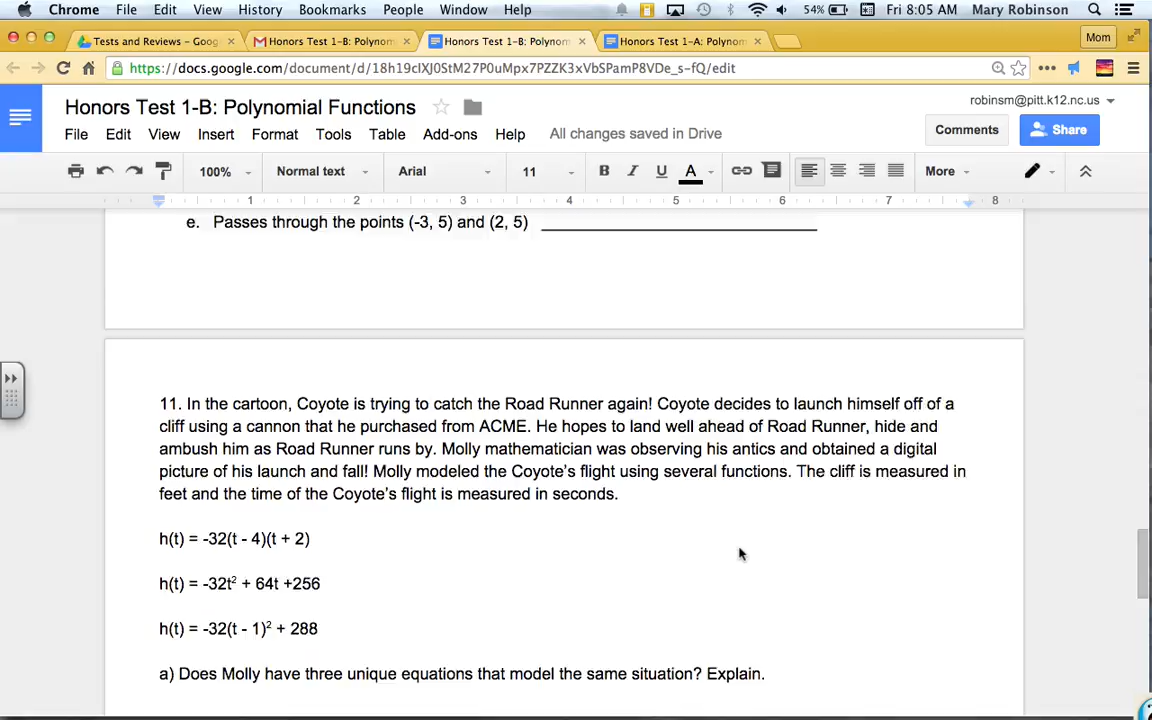 Chrome File Edit View History Bookmarks People Window Help 54% Fri 8:05 AM Mary Robinson
Tests and Reviews – Goog Honors Test 1-B: Polynom Honors Test 1-B: Polynom Honors Test 1-A: Polynom Mom
https://docs.google.com/document/d/18h19cIXJ0StM27P0uMpx7PZZK3xVbSPamP8VDe_s-fQ/edit
Honors Test 1-B: Polynomial Functions robinsm@pitt.k12.nc.us
File Edit View Insert Format Tools Table Add-ons Help All changes saved in Drive Comments Share
100% Normal text Arial 11 B I U A More
1 2 3 4 5 6 7 8
e. Passes through the points (-3, 5) and (2, 5)
11. In the cartoon, Coyote is trying to catch the Road Runner again! Coyote decides to launch himself off of a
cliff using a cannon that he purchased from ACME. He hopes to land well ahead of Road Runner, hide and
ambush him as Road Runner runs by. Molly mathematician was observing his antics and obtained a digital
picture of his launch and fall! Molly modeled the Coyote's flight using several functions. The cliff is measured in
feet and the time of the Coyote's flight is measured in seconds.
h(t) = -32(t - 4)(t + 2)
h(t) = -32t² + 64t +256
h(t) = -32(t - 1)² + 288
a) Does Molly have three unique equations that model the same situation? Explain.